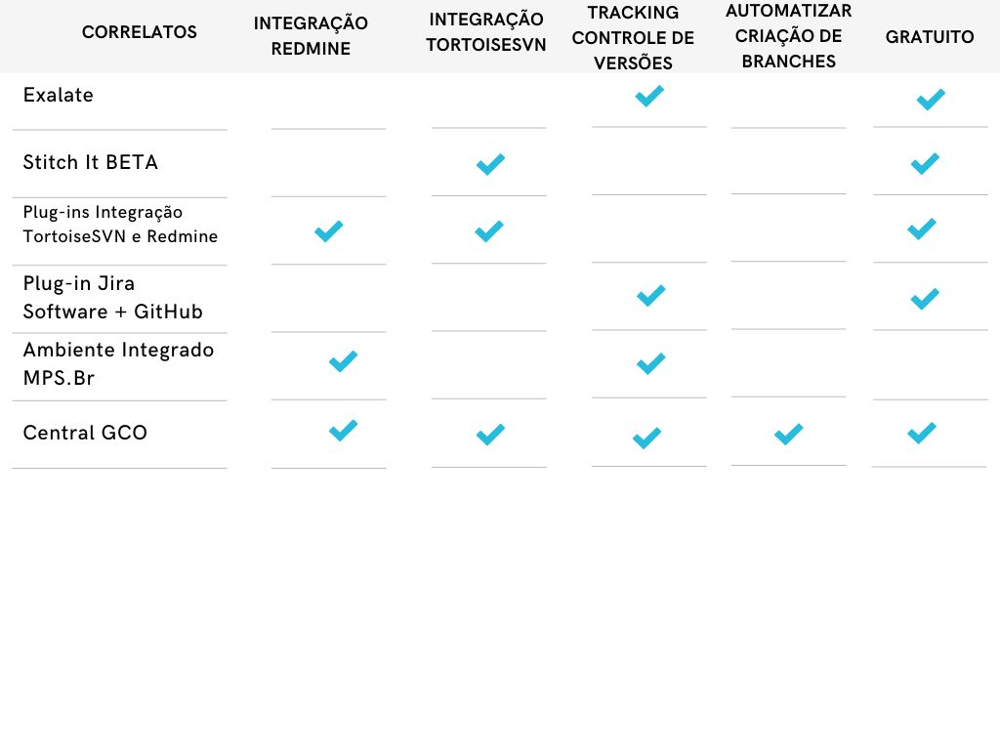 CORRELATOS
INTEGRAÇÃO
REDMINE
INTEGRAÇÃO
TORTOISESVN
TRACKING
CONTROLE DE
VERSÕES
AUTOMATIZAR
CRIAÇÃO DE
BRANCHES
GRATUITO
Exalate
Stitch It BETA
Plug-ins Integração
TortoiseSVN e Redmine
Plug-in Jira
Software + GitHub
Ambiente Integrado
MPS.Br
Central GCO